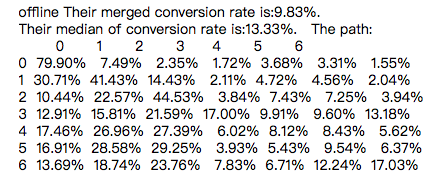 offline Their merged conversion rate is:9.83%.
Their median of conversion rate is:13.33%. The path:
0 1 2 3 4 5 6
0 79.90% 7.49% 2.35% 1.72% 3.68% 3.31% 1.55%
1 30.71% 41.43% 14.43% 2.11% 4.72% 4.56% 2.04%
2 10.44% 22.57% 44.53% 3.84% 7.43% 7.25% 3.94%
3 12.91% 15.81% 21.59% 17.00% 9.91% 9.60% 13.18%
4 17.46% 26.96% 27.39% 6.02% 8.12% 8.43% 5.62%
5 16.91% 28.58% 29.25% 3.93% 5.43% 9.54% 6.37%
6 13.69% 18.74% 23.76% 7.83% 6.71% 12.24% 17.03%